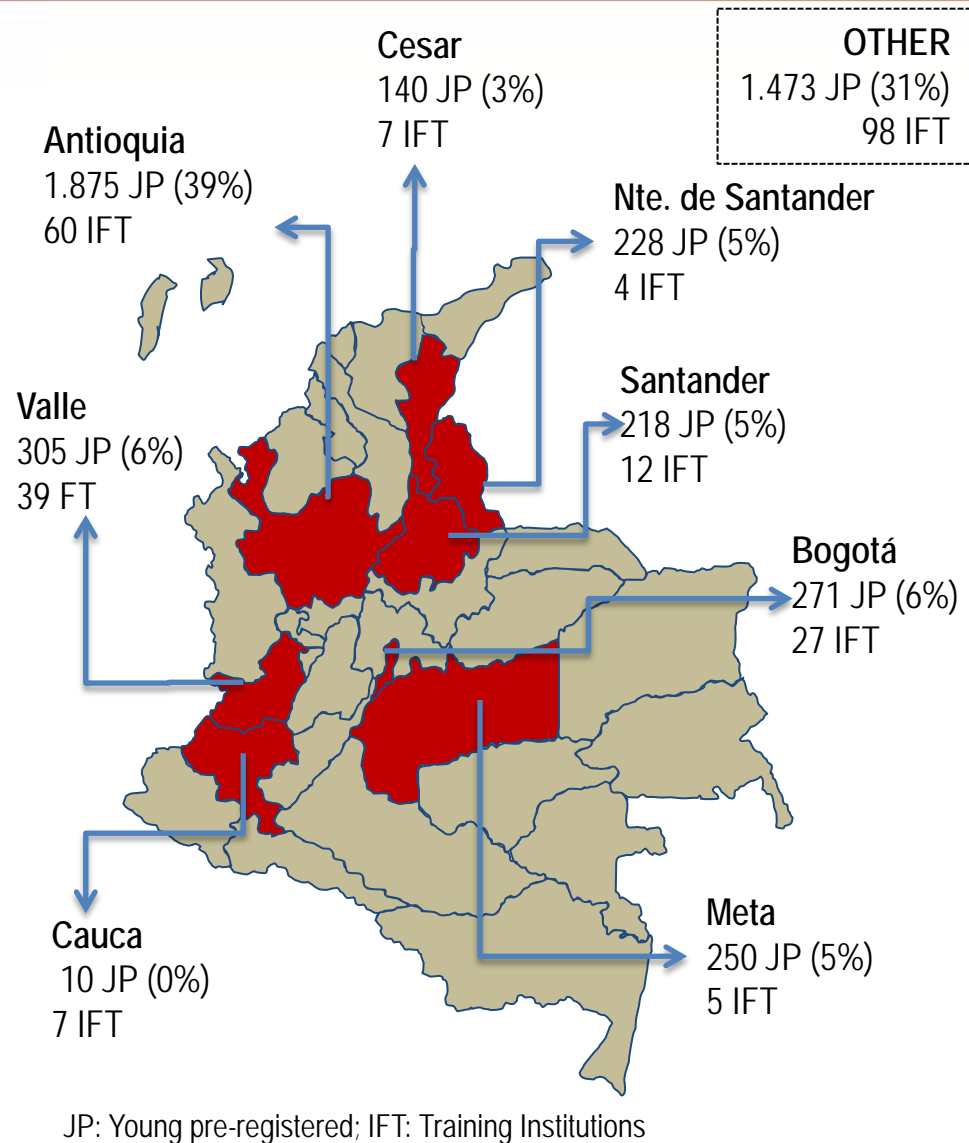 Cesar
140 JP (3%)
7 IFT
OTHER
1.473 JP (31%)
98 IFT
Antioquia
1.875 JP (39%)
60 IFT
Nte. de Santander
228 JP (5%)
4 IFT
Santander
218 JP (5%)
12 IFT
Valle
305 JP (6%)
39 FT
Bogotá
271 JP (6%)
27 IFT
Cauca
10 JP (0%)
7 IFT
Meta
250 JP (5%)
5 IFT
JP: Young pre-registered; IFT: Training Institutions